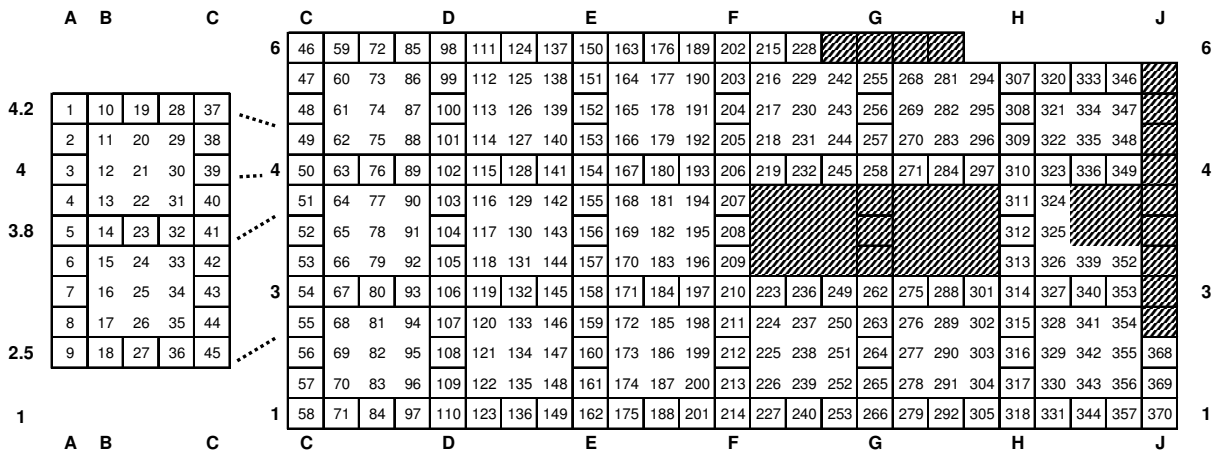 A B C C D E F G H J
6 46 59 72 85 98 111 124 137 150 163 176 189 202 215 228 6
47 60 73 86 99 112 125 138 151 164 177 190 203 216 229 242 255 268 281 294 307 320 333 346
4.2 1 10 19 28 37 48 61 74 87 100 113 126 139 152 165 178 191 204 217 230 243 256 269 282 295 308 321 334 347
2 11 20 29 38 49 62 75 88 101 114 127 140 153 166 179 192 205 218 231 244 257 270 283 296 309 322 335 348
4 3 12 21 30 39 4 50 63 76 89 102 115 128 141 154 167 180 193 206 219 232 245 258 271 284 297 310 323 336 349 4
4 13 22 31 40 51 64 77 90 103 116 129 142 155 168 181 194 207 311 324
3.8 5 14 23 32 41 52 65 78 91 104 117 130 143 156 169 182 195 208 312 325
6 15 24 33 42 53 66 79 92 105 118 131 144 157 170 183 196 209 313 326 339 352
7 16 25 34 43 3 54 67 80 93 106 119 132 145 158 171 184 197 210 223 236 249 262 275 288 301 314 327 340 353 3
8 17 26 35 44 55 68 81 94 107 120 133 146 159 172 185 198 211 224 237 250 263 276 289 302 315 328 341 354
2.5 9 18 27 36 45 56 69 82 95 108 121 134 147 160 173 186 199 212 225 238 251 264 277 290 303 316 329 342 355 368
57 70 83 96 109 122 135 148 161 174 187 200 213 226 239 252 265 278 291 304 317 330 343 356 369
1 1 58 71 84 97 110 123 136 149 162 175 188 201 214 227 240 253 266 279 292 305 318 331 344 357 370 1
A B C C D E F G H J